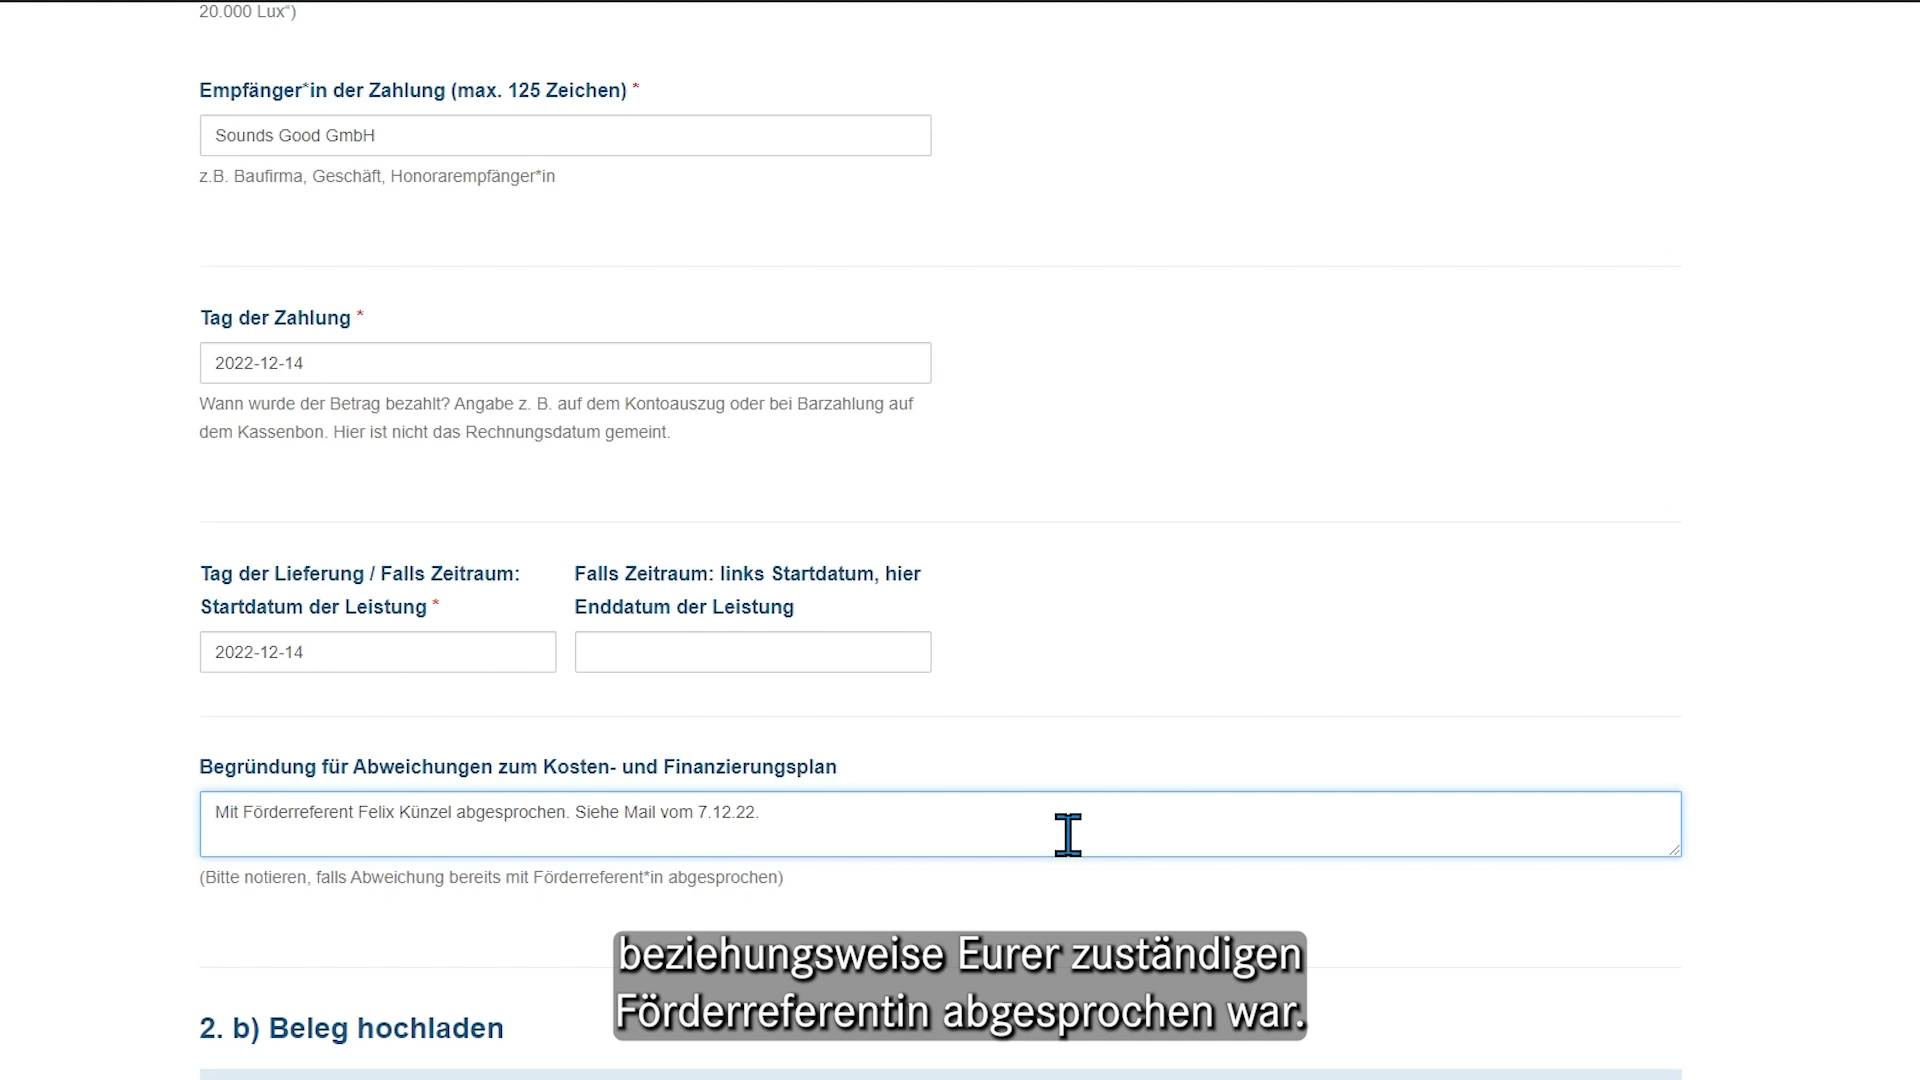 20.000 Lux“)
Empfänger*in der Zahlung (max. 125 Zeichen) *
Sounds Good GmbH
z.B. Baufirma, Geschäft, Honorarempfänger*in
Tag der Zahlung *
2022-12-14
Wann wurde der Betrag bezahlt? Angabe z. B. auf dem Kontoauszug oder bei Barzahlung auf
dem Kassenbon. Hier ist nicht das Rechnungsdatum gemeint.
Tag der Lieferung / Falls Zeitraum:
Startdatum der Leistung *
2022-12-14
Falls Zeitraum: links Startdatum, hier
Enddatum der Leistung
Begründung für Abweichungen zum Kosten- und Finanzierungsplan
Mit Förderreferent Felix Künzel abgesprochen. Siehe Mail vom 7.12.22.
(Bitte notieren, falls Abweichung bereits mit Förderreferent*in abgesprochen)
beziehungsweise Eurer zuständigen
Förderreferentin abgesprochen war.
2. b) Beleg hochladen